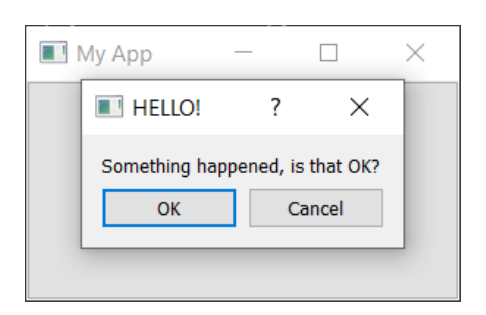 My App
HELLO! ?
Something happened, is that OK?
OK Cancel